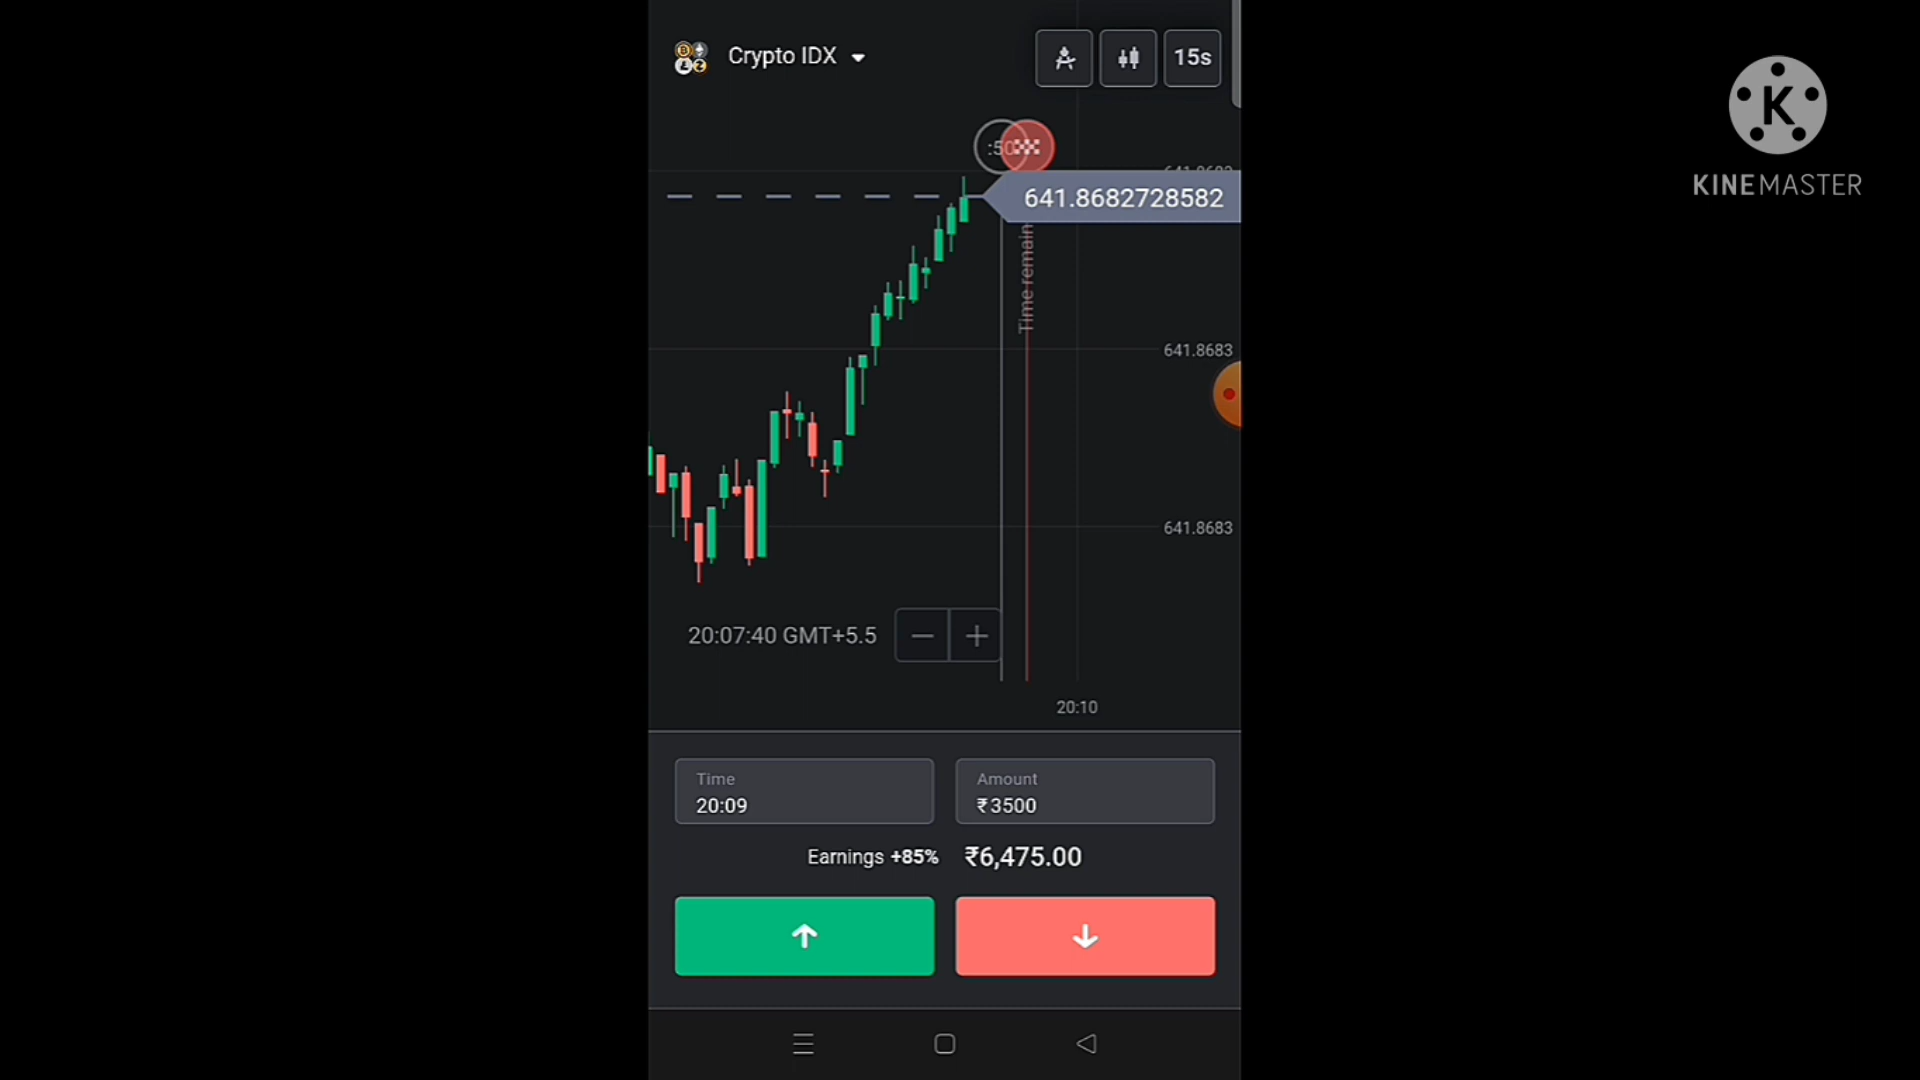 Crypto IDX
15s
:50
641.8682728582
Time remain
641.8683
641.8683
20:07:40 GMT+5.5
20:10
Time
20:09
Amount
₹3500
Earnings +85% ₹6,475.00
K
KINEMASTER